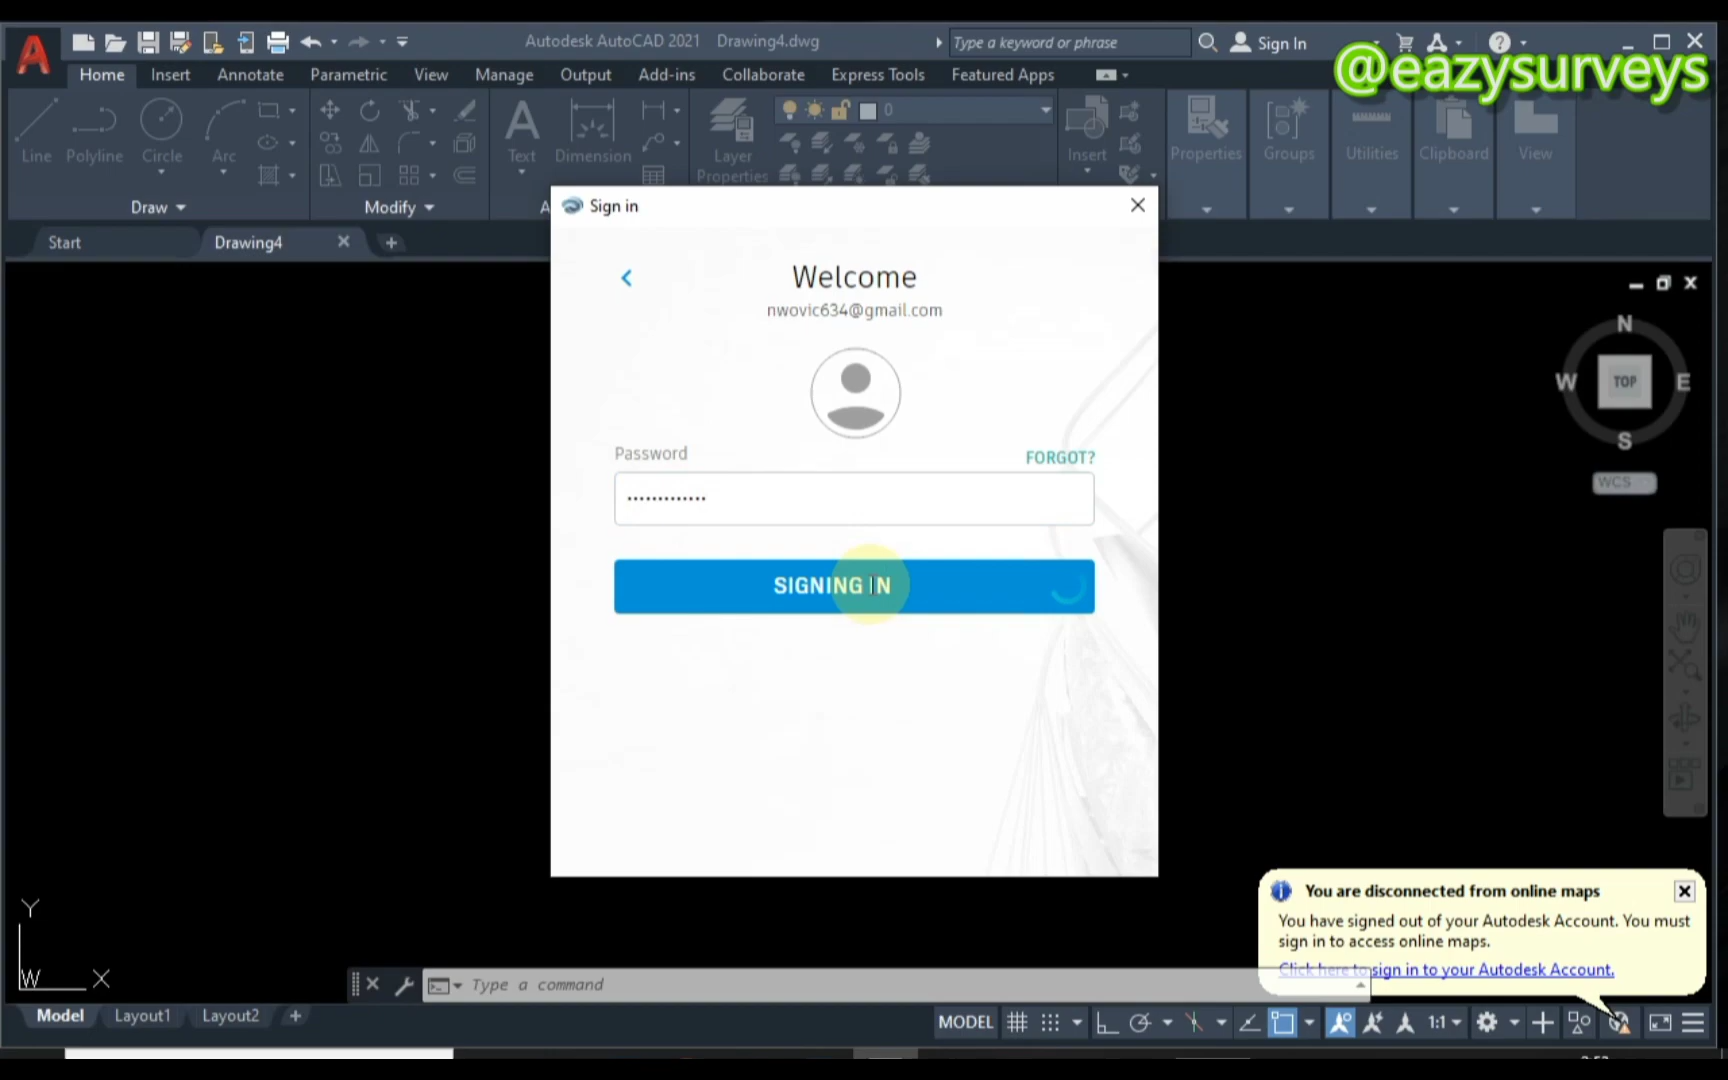 Autodesk AutoCAD 2021 Drawing4.dwg
Type a keyword or phrase
Sign In
@eazysurveys
Home Insert Annotate Parametric View Manage Output Add-ins Collaborate Express Tools Featured Apps
0
Line Polyline Circle Arc
Text Dimension
Layer
Properties
Insert
Properties Groups Utilities Clipboard View
Draw Modify A
Start Drawing4
Sign in
Welcome
nwovic634@gmail.com
Password FORGOT?
•••••••••••••
SIGNING IN
N
W TOP E
S
WCS
You are disconnected from online maps
You have signed out of your Autodesk Account. You must
sign in to access online maps.
Click here to sign in to your Autodesk Account.
Y
W X
Type a command
Model Layout1 Layout2
MODEL 1:1